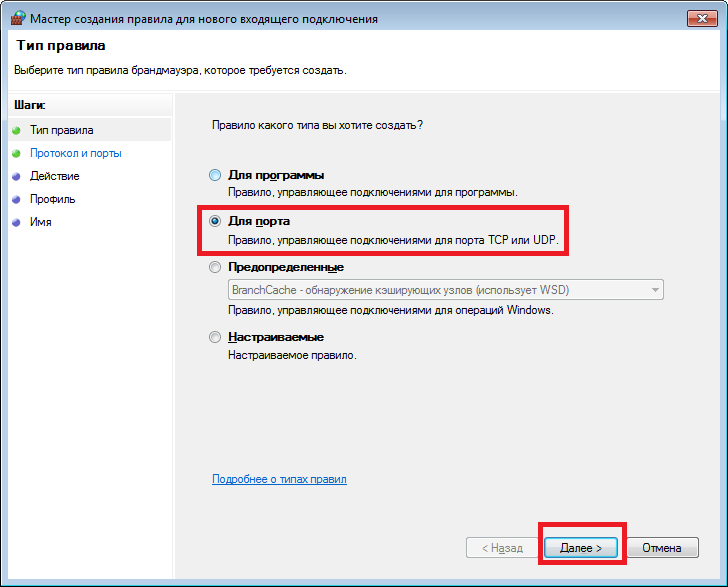 Мастер создания правила для нового входящего подключения
Тип правила
Выберите тип правила брандмауэра, которое требуется создать.
Шаги:
Тип правила
Протокол и порты
Действие
Профиль
Имя
Правило какого типа вы хотите создать?
Для программы
Правило, управляющее подключениями для программы.
Для порта
Правило, управляющее подключениями для порта TCP или UDP.
Предопределенные
BranchCache - обнаружение кэширующих узлов (использует WSD)
Правило, управляющее подключениями для операций Windows.
Настраиваемые
Настраиваемое правило.
Подробнее о типах правил
< Назад
Далее >
Отмена